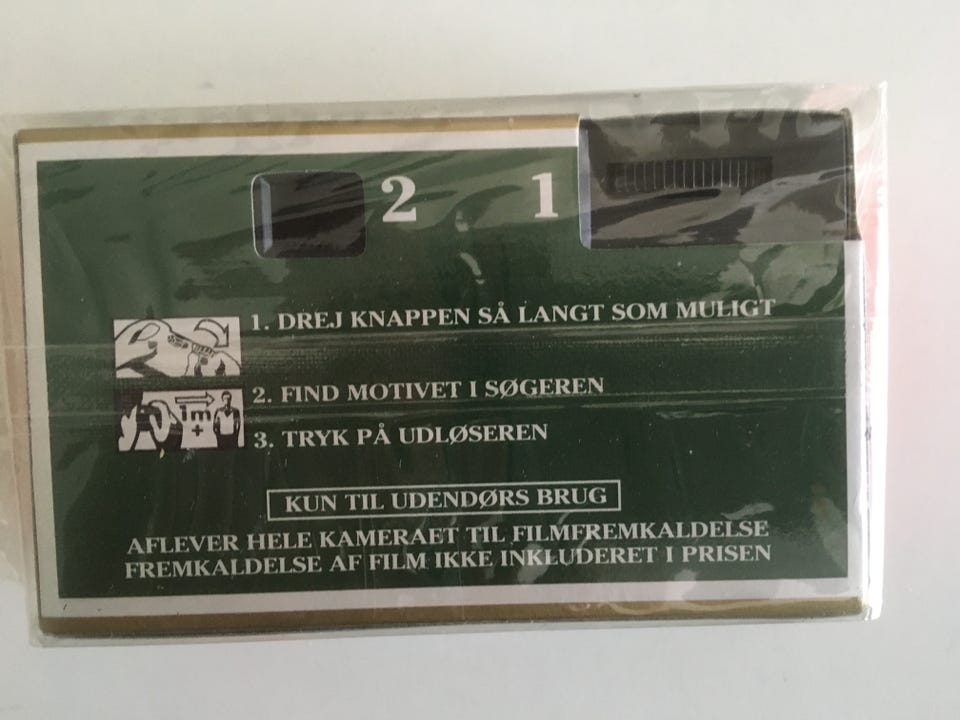 2 1
1. DREJ KNAPPEN SÅ LANGT SOM MULIGT
2. FIND MOTIVET I SØGEREN
1m
+
3. TRYK PÅ UDLØSEREN
KUN TIL UDENDØRS BRUG
AFLEVER HELE KAMERAET TIL FILMFREMKALDELSE
FREMKALDELSE AF FILM IKKE INKLUDERET I PRISEN